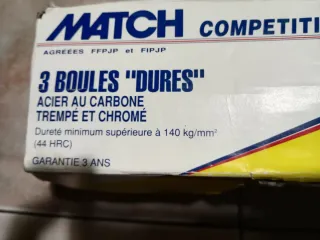 MATCH COMPETITI
AGRÉÉES FFPJP et FIPJP
3 BOULES "DURES"
ACIER AU CARBONE
TREMPÉ ET CHROMÉ
Dureté minimum supérieure à 140 kg/mm²
(44 HRC)
GARANTIE 3 ANS